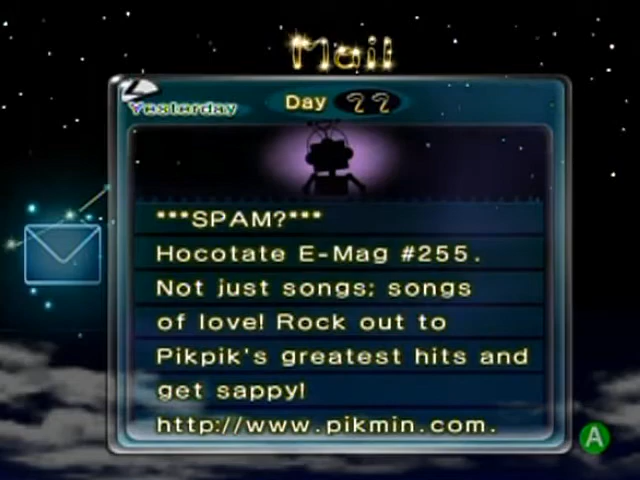 Mail
Yesterday
Day 22
***SPAM?***
Hocotate E-Mag #255.
Not just songs: songs
of love! Rock out to
Pikpik's greatest hits and
get sappy!
http://www.pikmin.com.
A